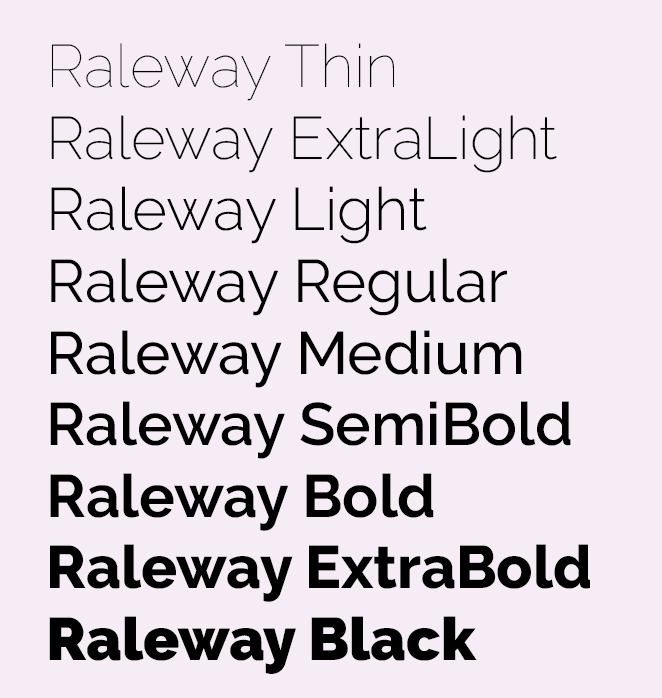 Raleway Thin
Raleway ExtraLight
Raleway Light
Raleway Regular
Raleway Medium
Raleway SemiBold
Raleway Bold
Raleway ExtraBold
Raleway Black